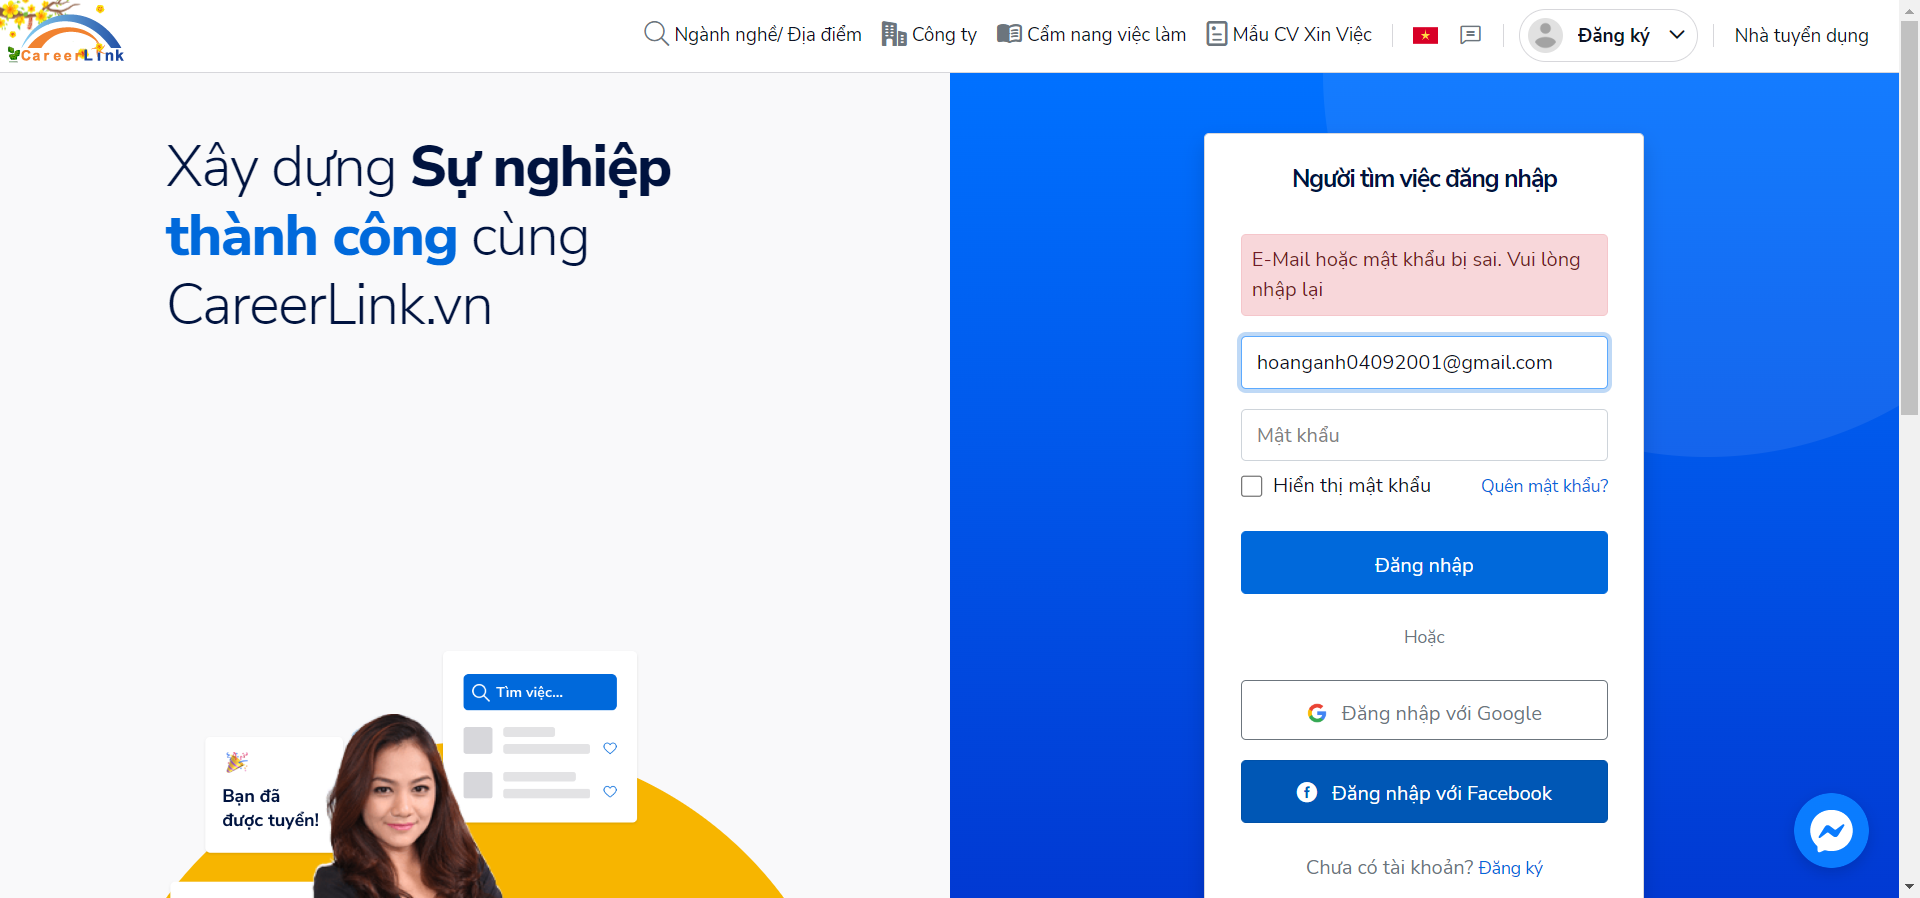 CareerLink
Ngành nghề/ Địa điểm
Công ty
Cẩm nang việc làm
Mẫu CV Xin Việc
Đăng ký
Nhà tuyển dụng
Xây dựng Sự nghiệp
thành công cùng
CareerLink.vn
Tìm việc...
Bạn đã
được tuyển!
Người tìm việc đăng nhập
E-Mail hoặc mật khẩu bị sai. Vui lòng
nhập lại
hoanganh04092001@gmail.com
Mật khẩu
Hiển thị mật khẩu
Quên mật khẩu?
Đăng nhập
Hoặc
Đăng nhập với Google
Đăng nhập với Facebook
Chưa có tài khoản? Đăng ký